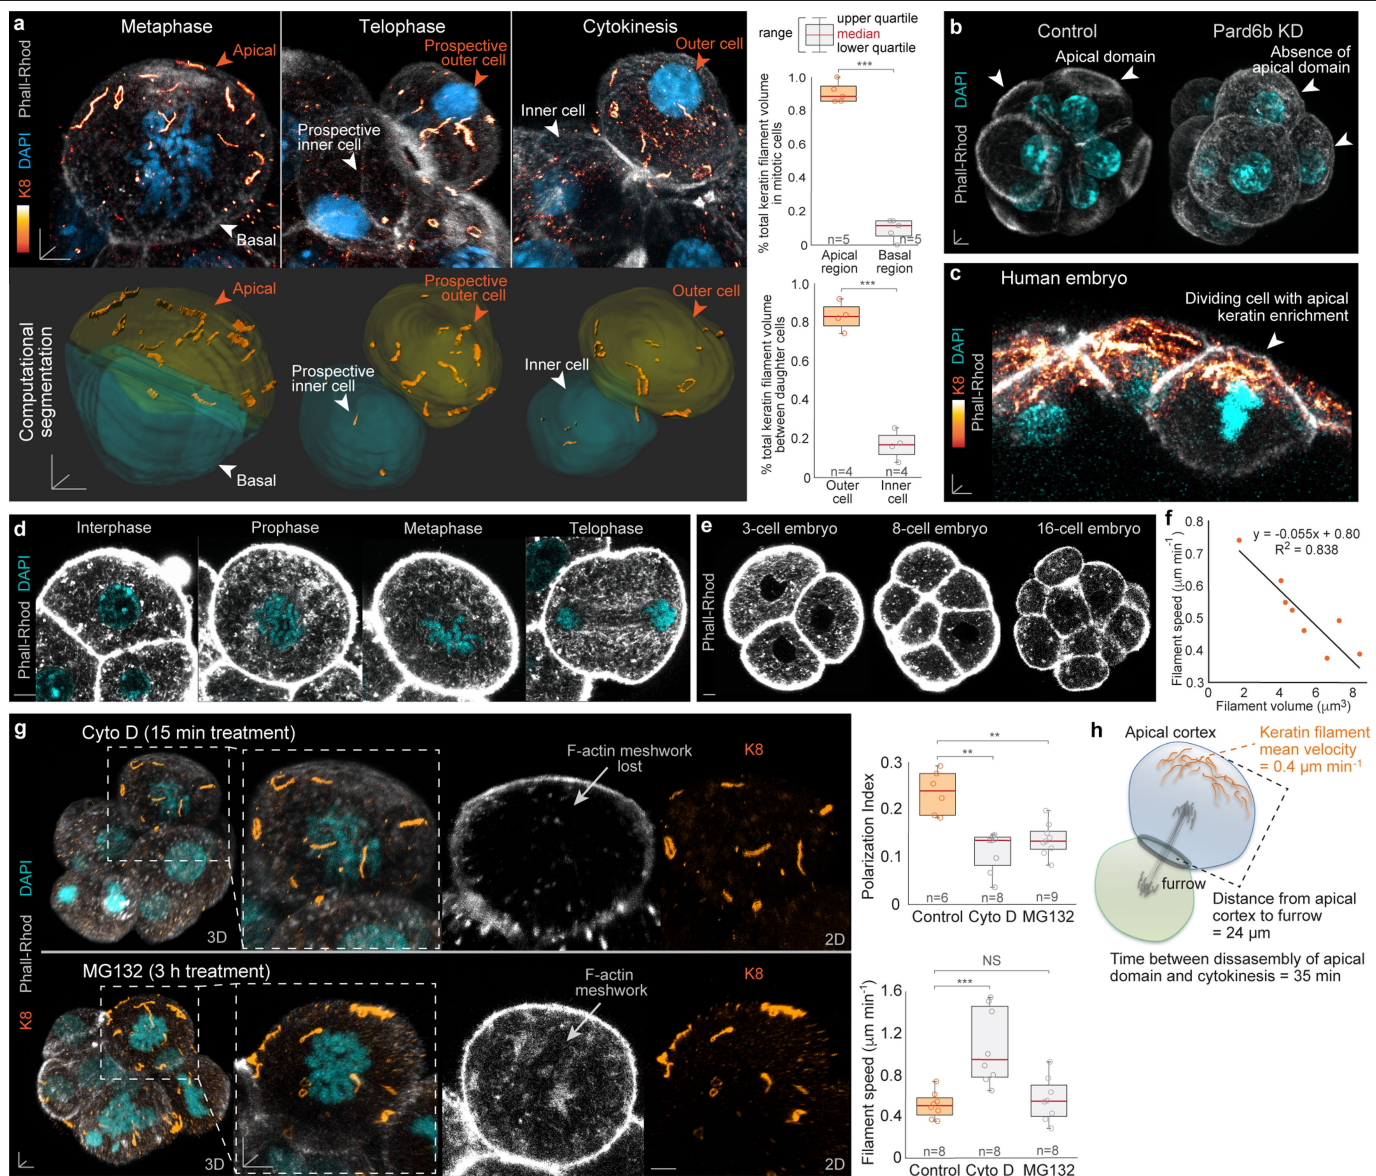 a
Metaphase
Telophase
Cytokinesis
K8 DAPI Phall-Rhod
Apical
Basal
Prospective
outer cell
Prospective
inner cell
Outer cell
Inner cell
Computational
segmentation
Apical
Basal
Prospective
outer cell
Prospective
inner cell
Outer cell
Inner cell
range
upper quartile
median
lower quartile
% total keratin filament volume
in mitotic cells
1.0
0.8
0.6
0.4
0.2
0
***
n=5
n=5
Apical
region
Basal
region
% total keratin filament volume
between daughter cells
1.0
0.8
0.6
0.4
0.2
0
***
n=4
n=4
Outer
cell
Inner
cell
b
Control
Pard6b KD
Phall-Rhod DAPI
Apical domain
Absence of
apical domain
c
Human embryo
K8 DAPI
Phall-Rhod
Dividing cell with apical
keratin enrichment
d
Interphase
Prophase
Metaphase
Telophase
Phall-Rhod DAPI
e
3-cell embryo
8-cell embryo
16-cell embryo
Phall-Rhod
f
y = -0.055x + 0.80
R² = 0.838
Filament speed (μm min⁻¹)
0.8
0.7
0.6
0.5
0.4
0.3
0
2
4
6
8
Filament volume (μm³)
g
Cyto D (15 min treatment)
F-actin meshwork
lost
K8
3D
2D
K8 Phall-Rhod DAPI
MG132 (3 h treatment)
F-actin
meshwork
K8
3D
2D
Polarization Index
0.3
0.2
0.1
0
**
**
n=6
n=8
n=9
Control
Cyto D
MG132
Filament speed (μm min⁻¹)
1.6
1.2
0.8
0.4
0
NS
***
n=8
n=8
n=8
Control
Cyto D
MG132
h
Apical cortex
Keratin filament
mean velocity
= 0.4 μm min⁻¹
furrow
Distance from apical
cortex to furrow
= 24 μm
Time between dissasembly of apical
domain and cytokinesis = 35 min